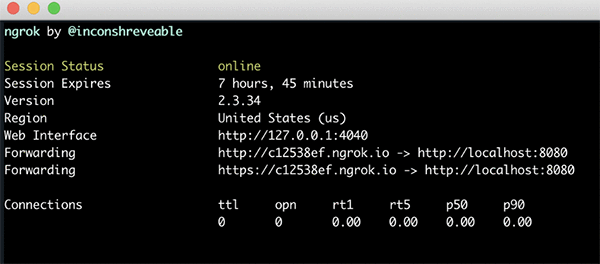 ngrok by @inconshreveable
Session Status online
Session Expires 7 hours, 45 minutes
Version 2.3.34
Region United States (us)
Web Interface http://127.0.0.1:4040
Forwarding http://c12538ef.ngrok.io -> http://localhost:8080
Forwarding https://c12538ef.ngrok.io -> http://localhost:8080
Connections ttl opn rt1 rt5 p50 p90
0 0 0.00 0.00 0.00 0.00